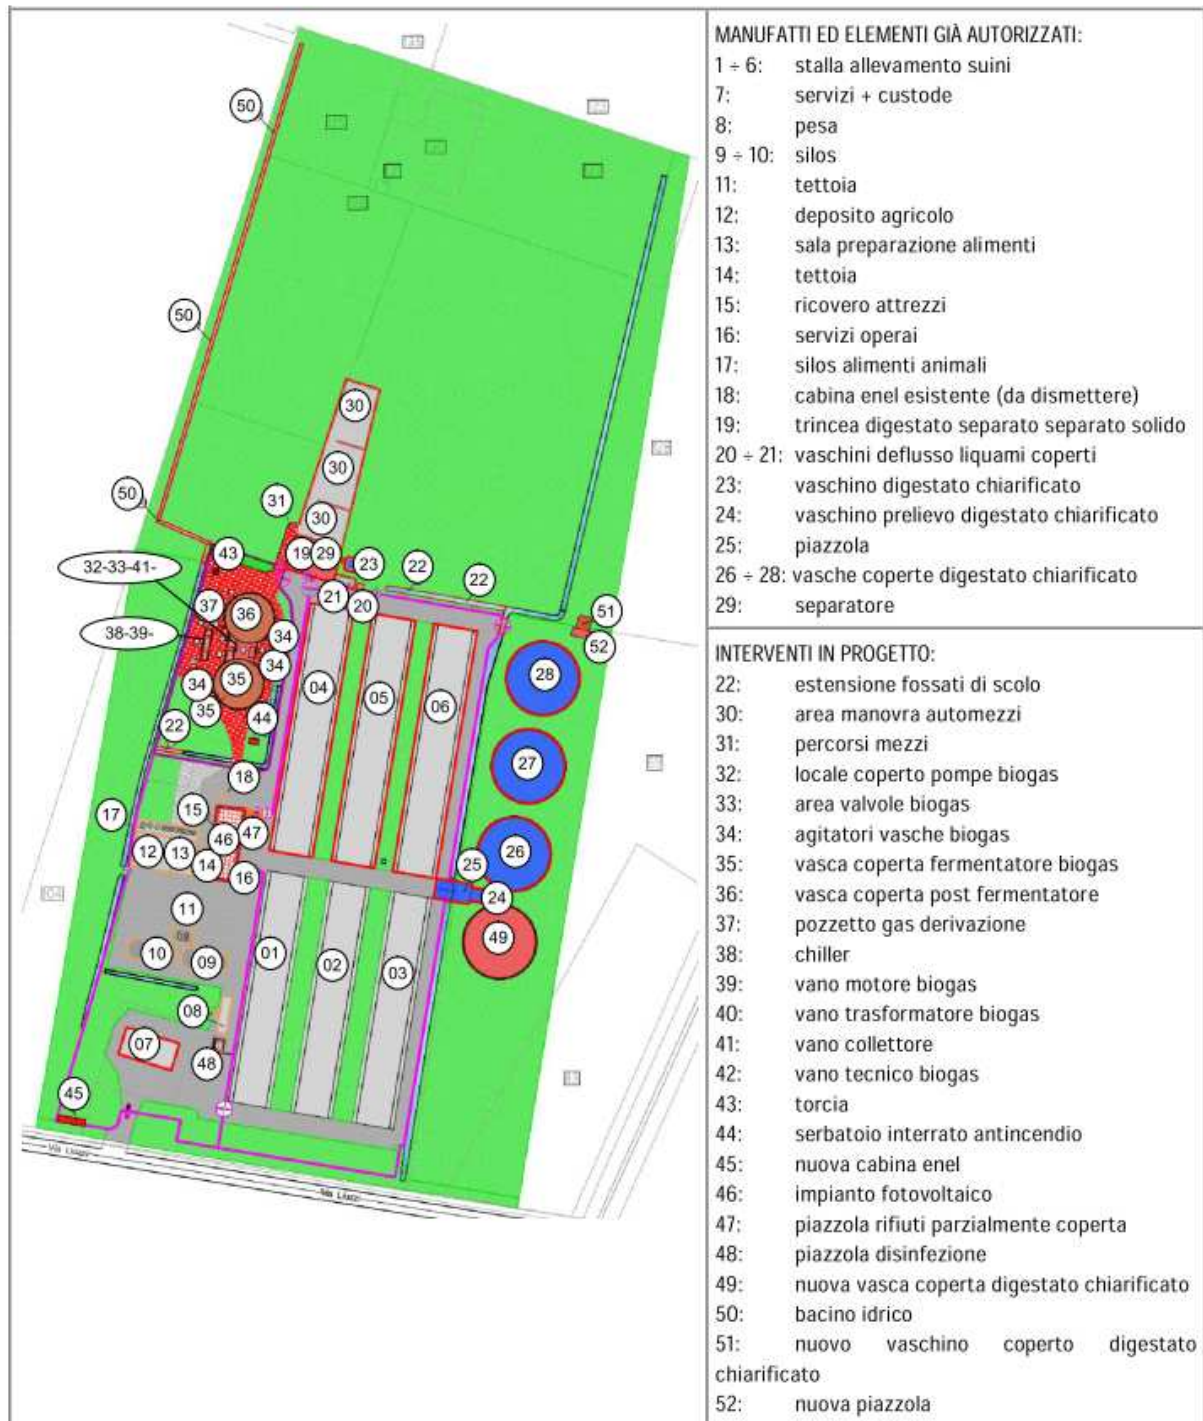 MANUFATTI ED ELEMENTI GIÀ AUTORIZZATI:
1 ÷ 6: stalla allevamento suini
7: servizi + custode
8: pesa
9 ÷ 10: silos
11: tettoia
12: deposito agricolo
13: sala preparazione alimenti
14: tettoia
15: ricovero attrezzi
16: servizi operai
17: silos alimenti animali
18: cabina enel esistente (da dismettere)
19: trincea digestato separato separato solido
20 ÷ 21: vaschini deflusso liquami coperti
23: vaschino digestato chiarificato
24: vaschino prelievo digestato chiarificato
25: piazzola
26 ÷ 28: vasche coperte digestato chiarificato
29: separatore
INTERVENTI IN PROGETTO:
22: estensione fossati di scolo
30: area manovra automezzi
31: percorsi mezzi
32: locale coperto pompe biogas
33: area valvole biogas
34: agitatori vasche biogas
35: vasca coperta fermentatore biogas
36: vasca coperta post fermentatore
37: pozzetto gas derivazione
38: chiller
39: vano motore biogas
40: vano trasformatore biogas
41: vano collettore
42: vano tecnico biogas
43: torcia
44: serbatoio interrato antincendio
45: nuova cabina enel
46: impianto fotovoltaico
47: piazzola rifiuti parzialmente coperta
48: piazzola disinfezione
49: nuova vasca coperta digestato chiarificato
50: bacino idrico
51: nuovo vaschino coperto digestato
chiarificato
52: nuova piazzola
50
50
30
30
50
31
30
43
19
29
23
22
22
32-33-41-
21
20
37
36
51
38-39-
34
52
34
35
04
05
06
28
34
35
44
22
18
27
17
15
47
46
12
13
14
16
26
25
24
11
49
10
09
01
02
03
08
07
48
45